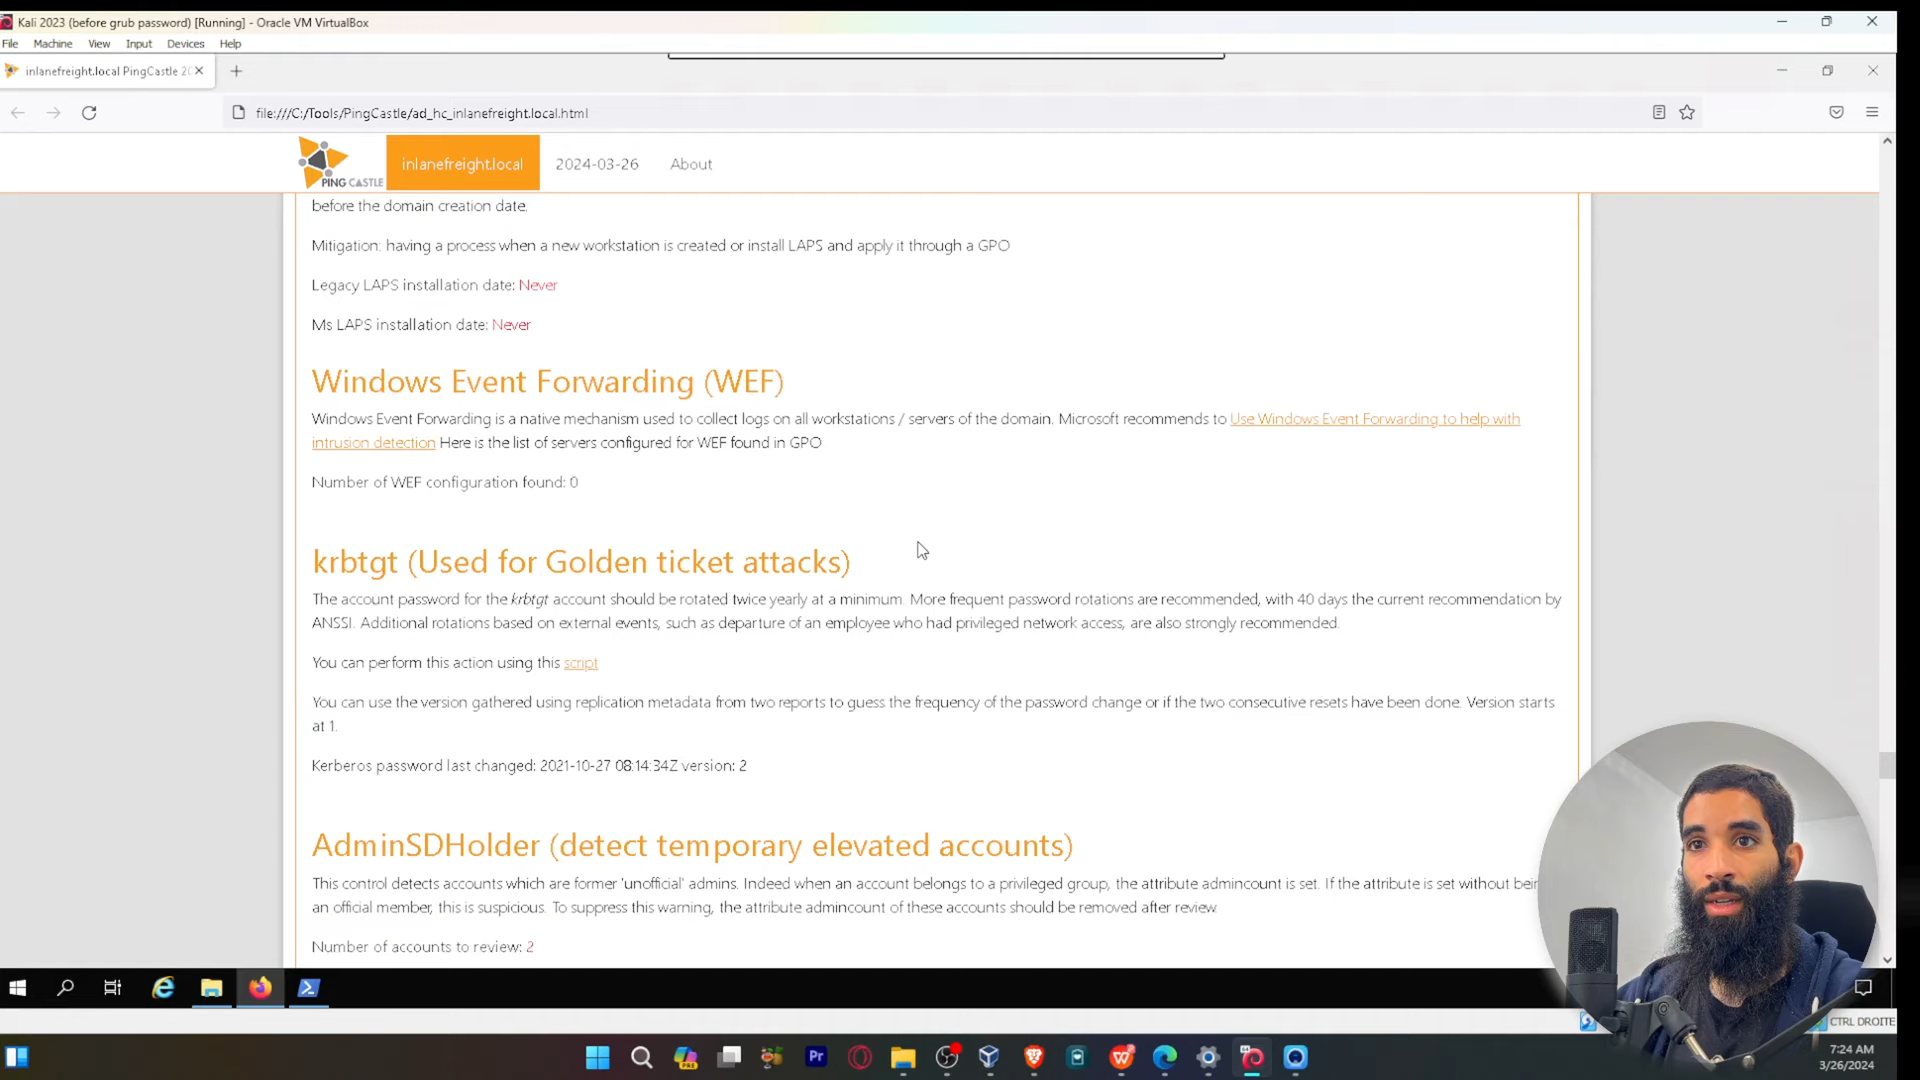 Kali 2023 (before grub password) [Running] - Oracle VM VirtualBox
File Machine View Input Devices Help
inlanefreight.local PingCastle 20
file:///C:/Tools/PingCastle/ad_hc_inlanefreight.local.html
PING CASTLE inlanefreight.local 2024-03-26 About
before the domain creation date.
Mitigation: having a process when a new workstation is created or install LAPS and apply it through a GPO
Legacy LAPS installation date: Never
Ms LAPS installation date: Never
Windows Event Forwarding (WEF)
Windows Event Forwarding is a native mechanism used to collect logs on all workstations / servers of the domain. Microsoft recommends to Use Windows Event Forwarding to help with
intrusion detection Here is the list of servers configured for WEF found in GPO
Number of WEF configuration found: 0
krbtgt (Used for Golden ticket attacks)
The account password for the krbtgt account should be rotated twice yearly at a minimum. More frequent password rotations are recommended, with 40 days the current recommendation by
ANSSI. Additional rotations based on external events, such as departure of an employee who had privileged network access, are also strongly recommended.
You can perform this action using this script
You can use the version gathered using replication metadata from two reports to guess the frequency of the password change or if the two consecutive resets have been done. Version starts
at 1.
Kerberos password last changed: 2021-10-27 08:14:34Z version: 2
AdminSDHolder (detect temporary elevated accounts)
This control detects accounts which are former 'unofficial' admins. Indeed when an account belongs to a privileged group, the attribute admincount is set. If the attribute is set without bein
an official member, this is suspicious. To suppress this warning, the attribute admincount of these accounts should be removed after review.
Number of accounts to review: 2
CTRL DROITE
7:24 AM
3/26/2024